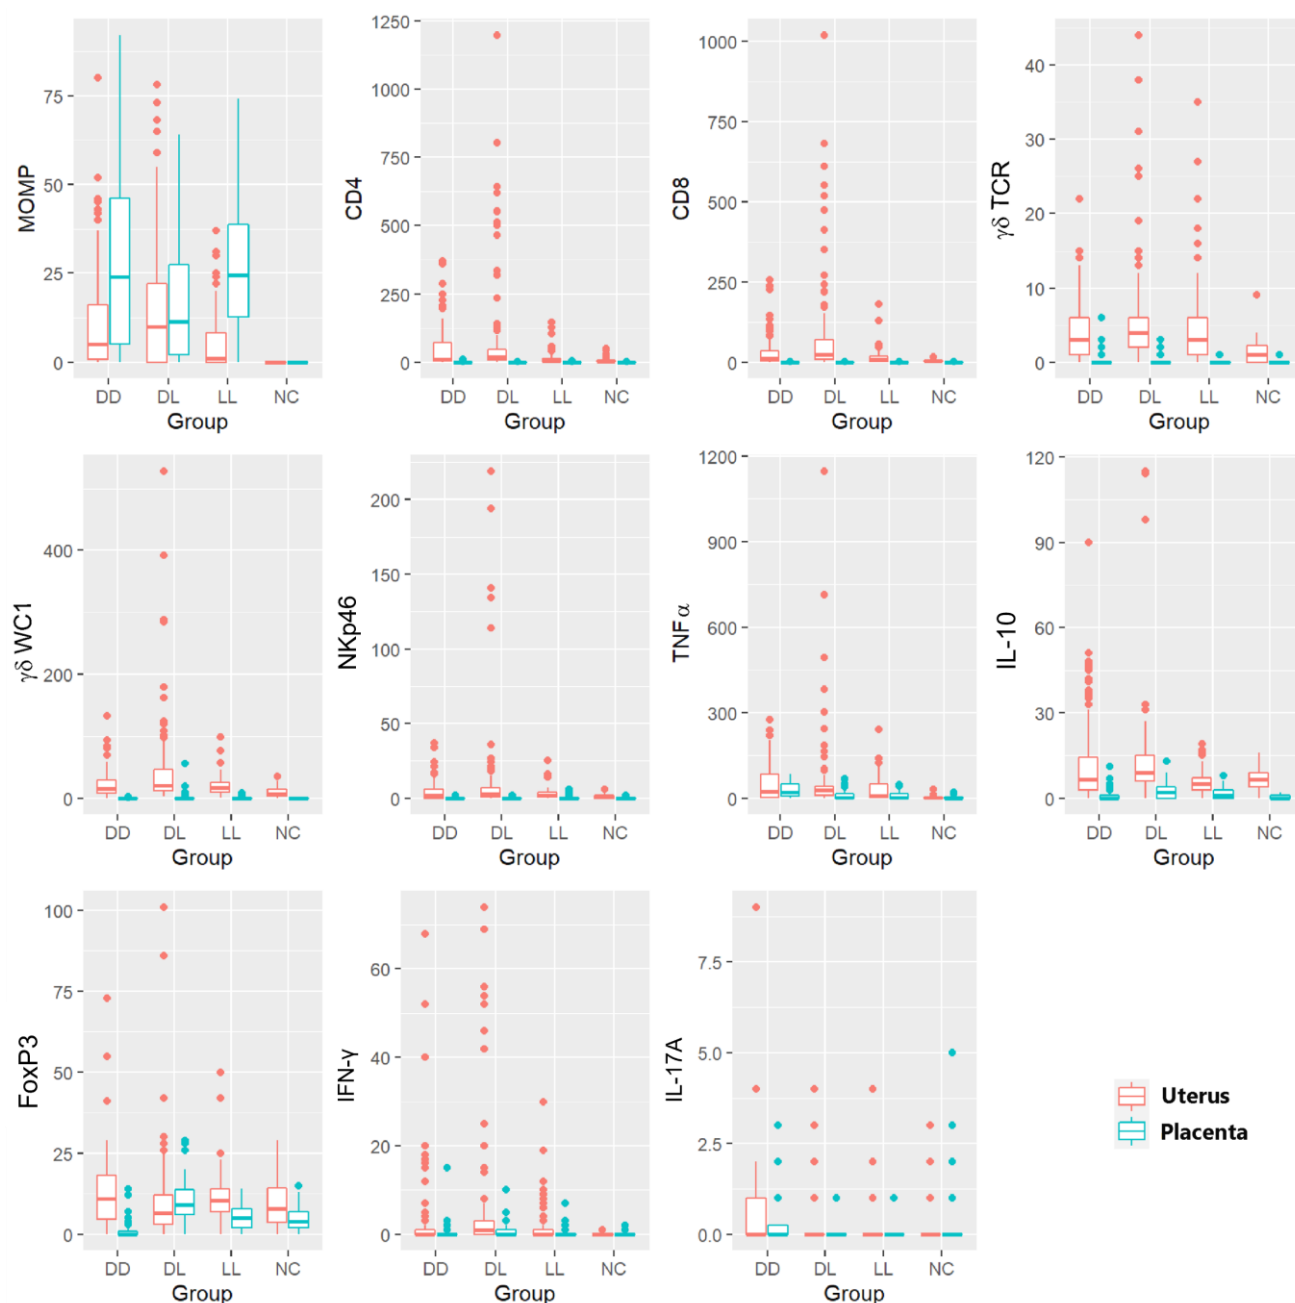 MOMP
75
50
25
0
DD DL LL NC
Group
CD4
1250
1000
750
500
250
0
DD DL LL NC
Group
CD8
1000
750
500
250
0
DD DL LL NC
Group
γδ TCR
40
30
20
10
0
DD DL LL NC
Group
γδ WC1
400
200
0
DD DL LL NC
Group
NKp46
200
150
100
50
0
DD DL LL NC
Group
TNFα
1200
900
600
300
0
DD DL LL NC
Group
IL-10
120
90
60
30
0
DD DL LL NC
Group
FoxP3
100
75
50
25
0
DD DL LL NC
Group
IFN-γ
60
40
20
0
DD DL LL NC
Group
IL-17A
7.5
5.0
2.5
0.0
DD DL LL NC
Group
Uterus
Placenta